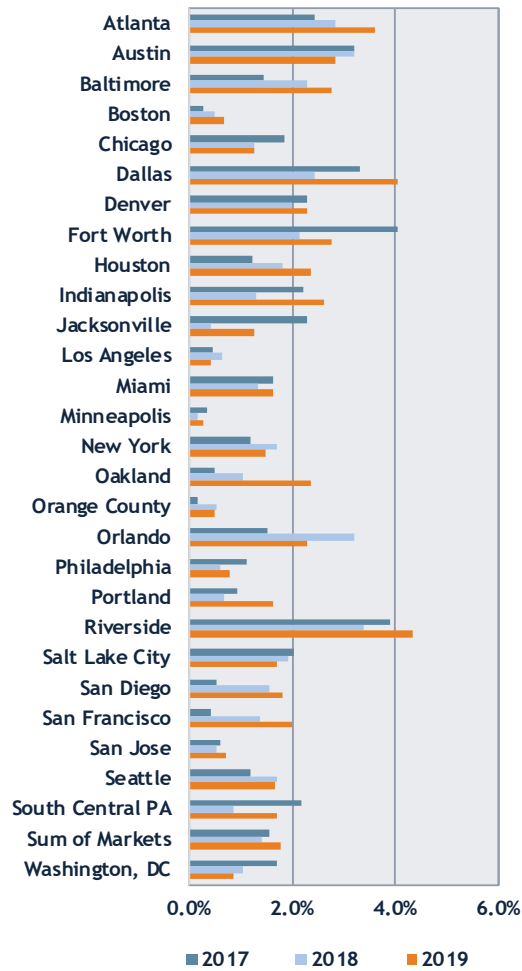 Atlanta
Austin
Baltimore
Boston
Chicago
Dallas
Denver
Fort Worth
Houston
Indianapolis
Jacksonville
Los Angeles
Miami
Minneapolis
New York
Oakland
Orange County
Orlando
Philadelphia
Portland
Riverside
Salt Lake City
San Diego
San Francisco
San Jose
Seattle
South Central PA
Sum of Markets
Washington, DC
0.0% 2.0% 4.0% 6.0%
2017 2018 2019